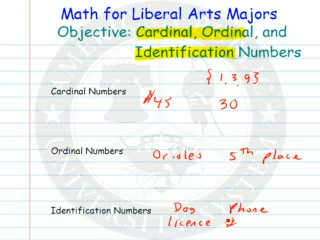 Math for Liberal Arts Majors
Objective: Cardinal, Ordinal, and
Identification Numbers
{1, 3, 9}
Cardinal Numbers
$45 30
Ordinal Numbers
Orioles 5th place
Identification Numbers Dog Phone
licence #